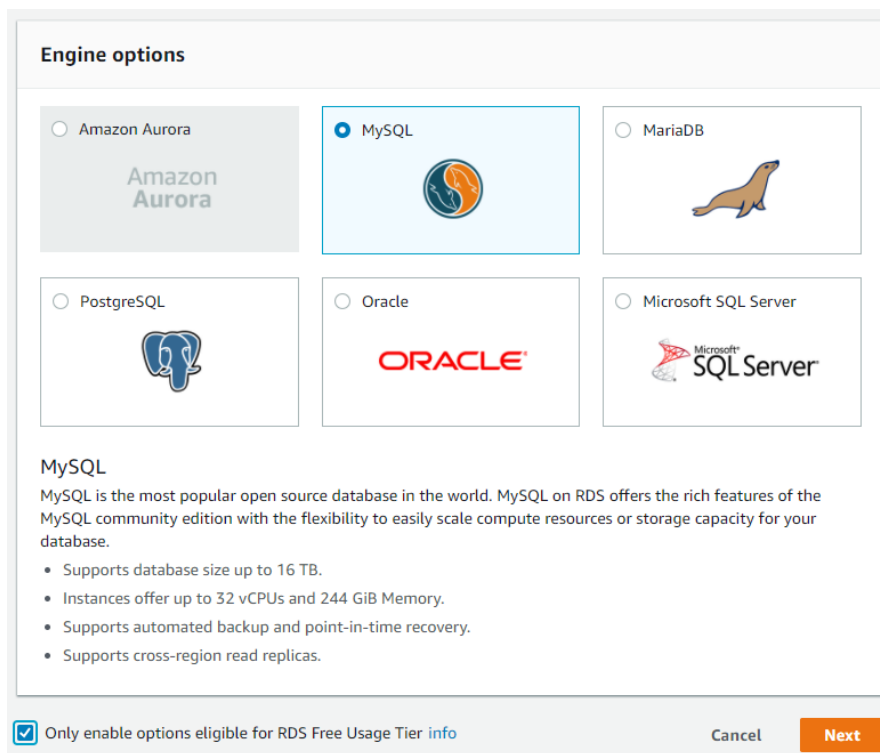 Engine options
Amazon Aurora
Amazon
Aurora
MySQL
MariaDB
PostgreSQL
Oracle
ORACLE
Microsoft SQL Server
Microsoft
SQL Server
MySQL
MySQL is the most popular open source database in the world. MySQL on RDS offers the rich features of the
MySQL community edition with the flexibility to easily scale compute resources or storage capacity for your
database.
• Supports database size up to 16 TB.
• Instances offer up to 32 vCPUs and 244 GiB Memory.
• Supports automated backup and point-in-time recovery.
• Supports cross-region read replicas.
Only enable options eligible for RDS Free Usage Tier info
Cancel
Next